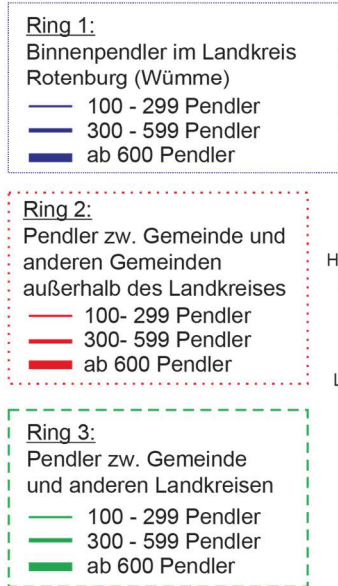 Ring 1:
Binnenpendler im Landkreis
Rotenburg (Wümme)
100 - 299 Pendler
300 - 599 Pendler
ab 600 Pendler
Ring 2:
Pendler zw. Gemeinde und
anderen Gemeinden
außerhalb des Landkreises
100- 299 Pendler
300- 599 Pendler
ab 600 Pendler
H
L
Ring 3:
Pendler zw. Gemeinde
und anderen Landkreisen
100 - 299 Pendler
300 - 599 Pendler
ab 600 Pendler